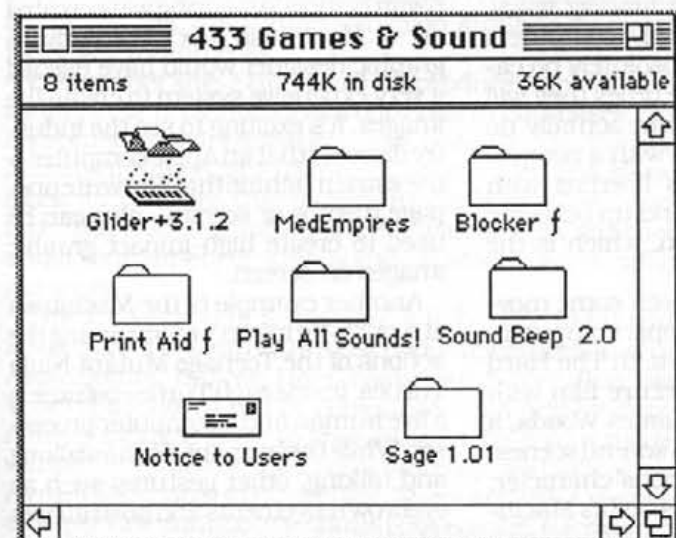 433 Games & Sound
8 items 744K in disk 36K available
Glider+3.1.2 MedEmpires Blocker ƒ
Print Aid ƒ Play All Sounds! Sound Beep 2.0
Notice to Users Sage 1.01